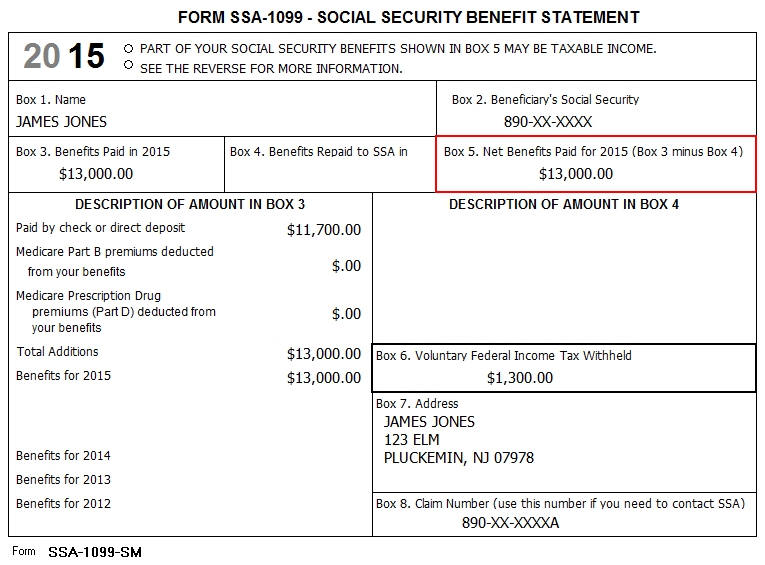 FORM SSA-1099 - SOCIAL SECURITY BENEFIT STATEMENT
2015
PART OF YOUR SOCIAL SECURITY BENEFITS SHOWN IN BOX 5 MAY BE TAXABLE INCOME.
SEE THE REVERSE FOR MORE INFORMATION.
Box 1. Name
JAMES JONES
Box 2. Beneficiary's Social Security
890-XX-XXXX
Box 3. Benefits Paid in 2015
$13,000.00
Box 4. Benefits Repaid to SSA in
Box 5. Net Benefits Paid for 2015 (Box 3 minus Box 4)
$13,000.00
DESCRIPTION OF AMOUNT IN BOX 3
Paid by check or direct deposit $11,700.00
Medicare Part B premiums deducted
from your benefits $.00
Medicare Prescription Drug
premiums (Part D) deducted from
your benefits $.00
Total Additions $13,000.00
Benefits for 2015 $13,000.00
Benefits for 2014
Benefits for 2013
Benefits for 2012
DESCRIPTION OF AMOUNT IN BOX 4
Box 6. Voluntary Federal Income Tax Withheld
$1,300.00
Box 7. Address
JAMES JONES
123 ELM
PLUCKEMIN, NJ 07978
Box 8. Claim Number (use this number if you need to contact SSA)
890-XX-XXXXA
Form SSA-1099-SM